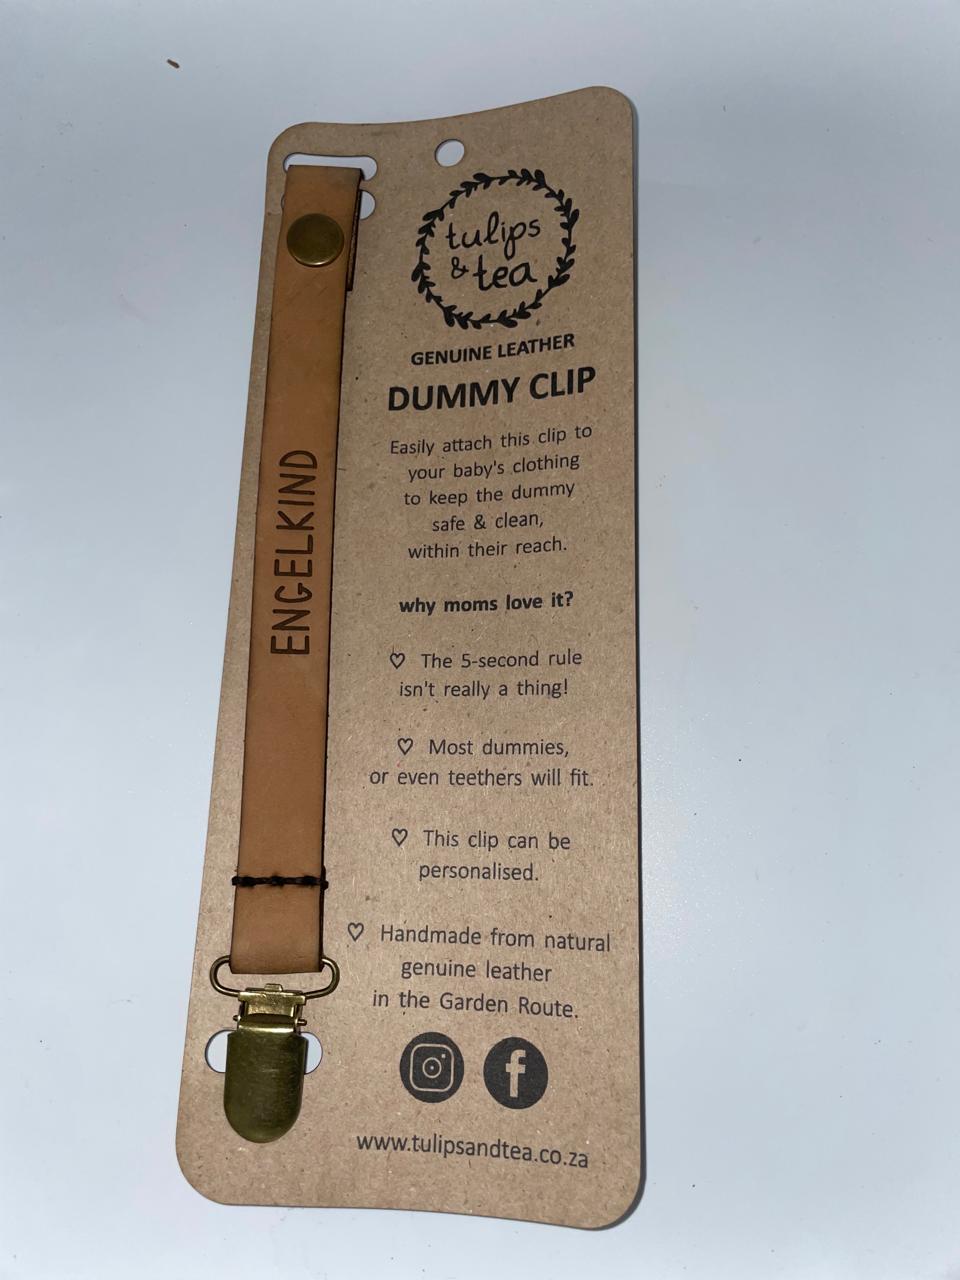 ENGELKIND
tulips
& tea
GENUINE LEATHER
DUMMY CLIP
Easily attach this clip to
your baby's clothing
to keep the dummy
safe & clean,
within their reach.
why moms love it?
♡ The 5-second rule
isn't really a thing!
♡ Most dummies,
or even teethers will fit.
♡ This clip can be
personalised.
♡ Handmade from natural
genuine leather
in the Garden Route.
www.tulipsandtea.co.za